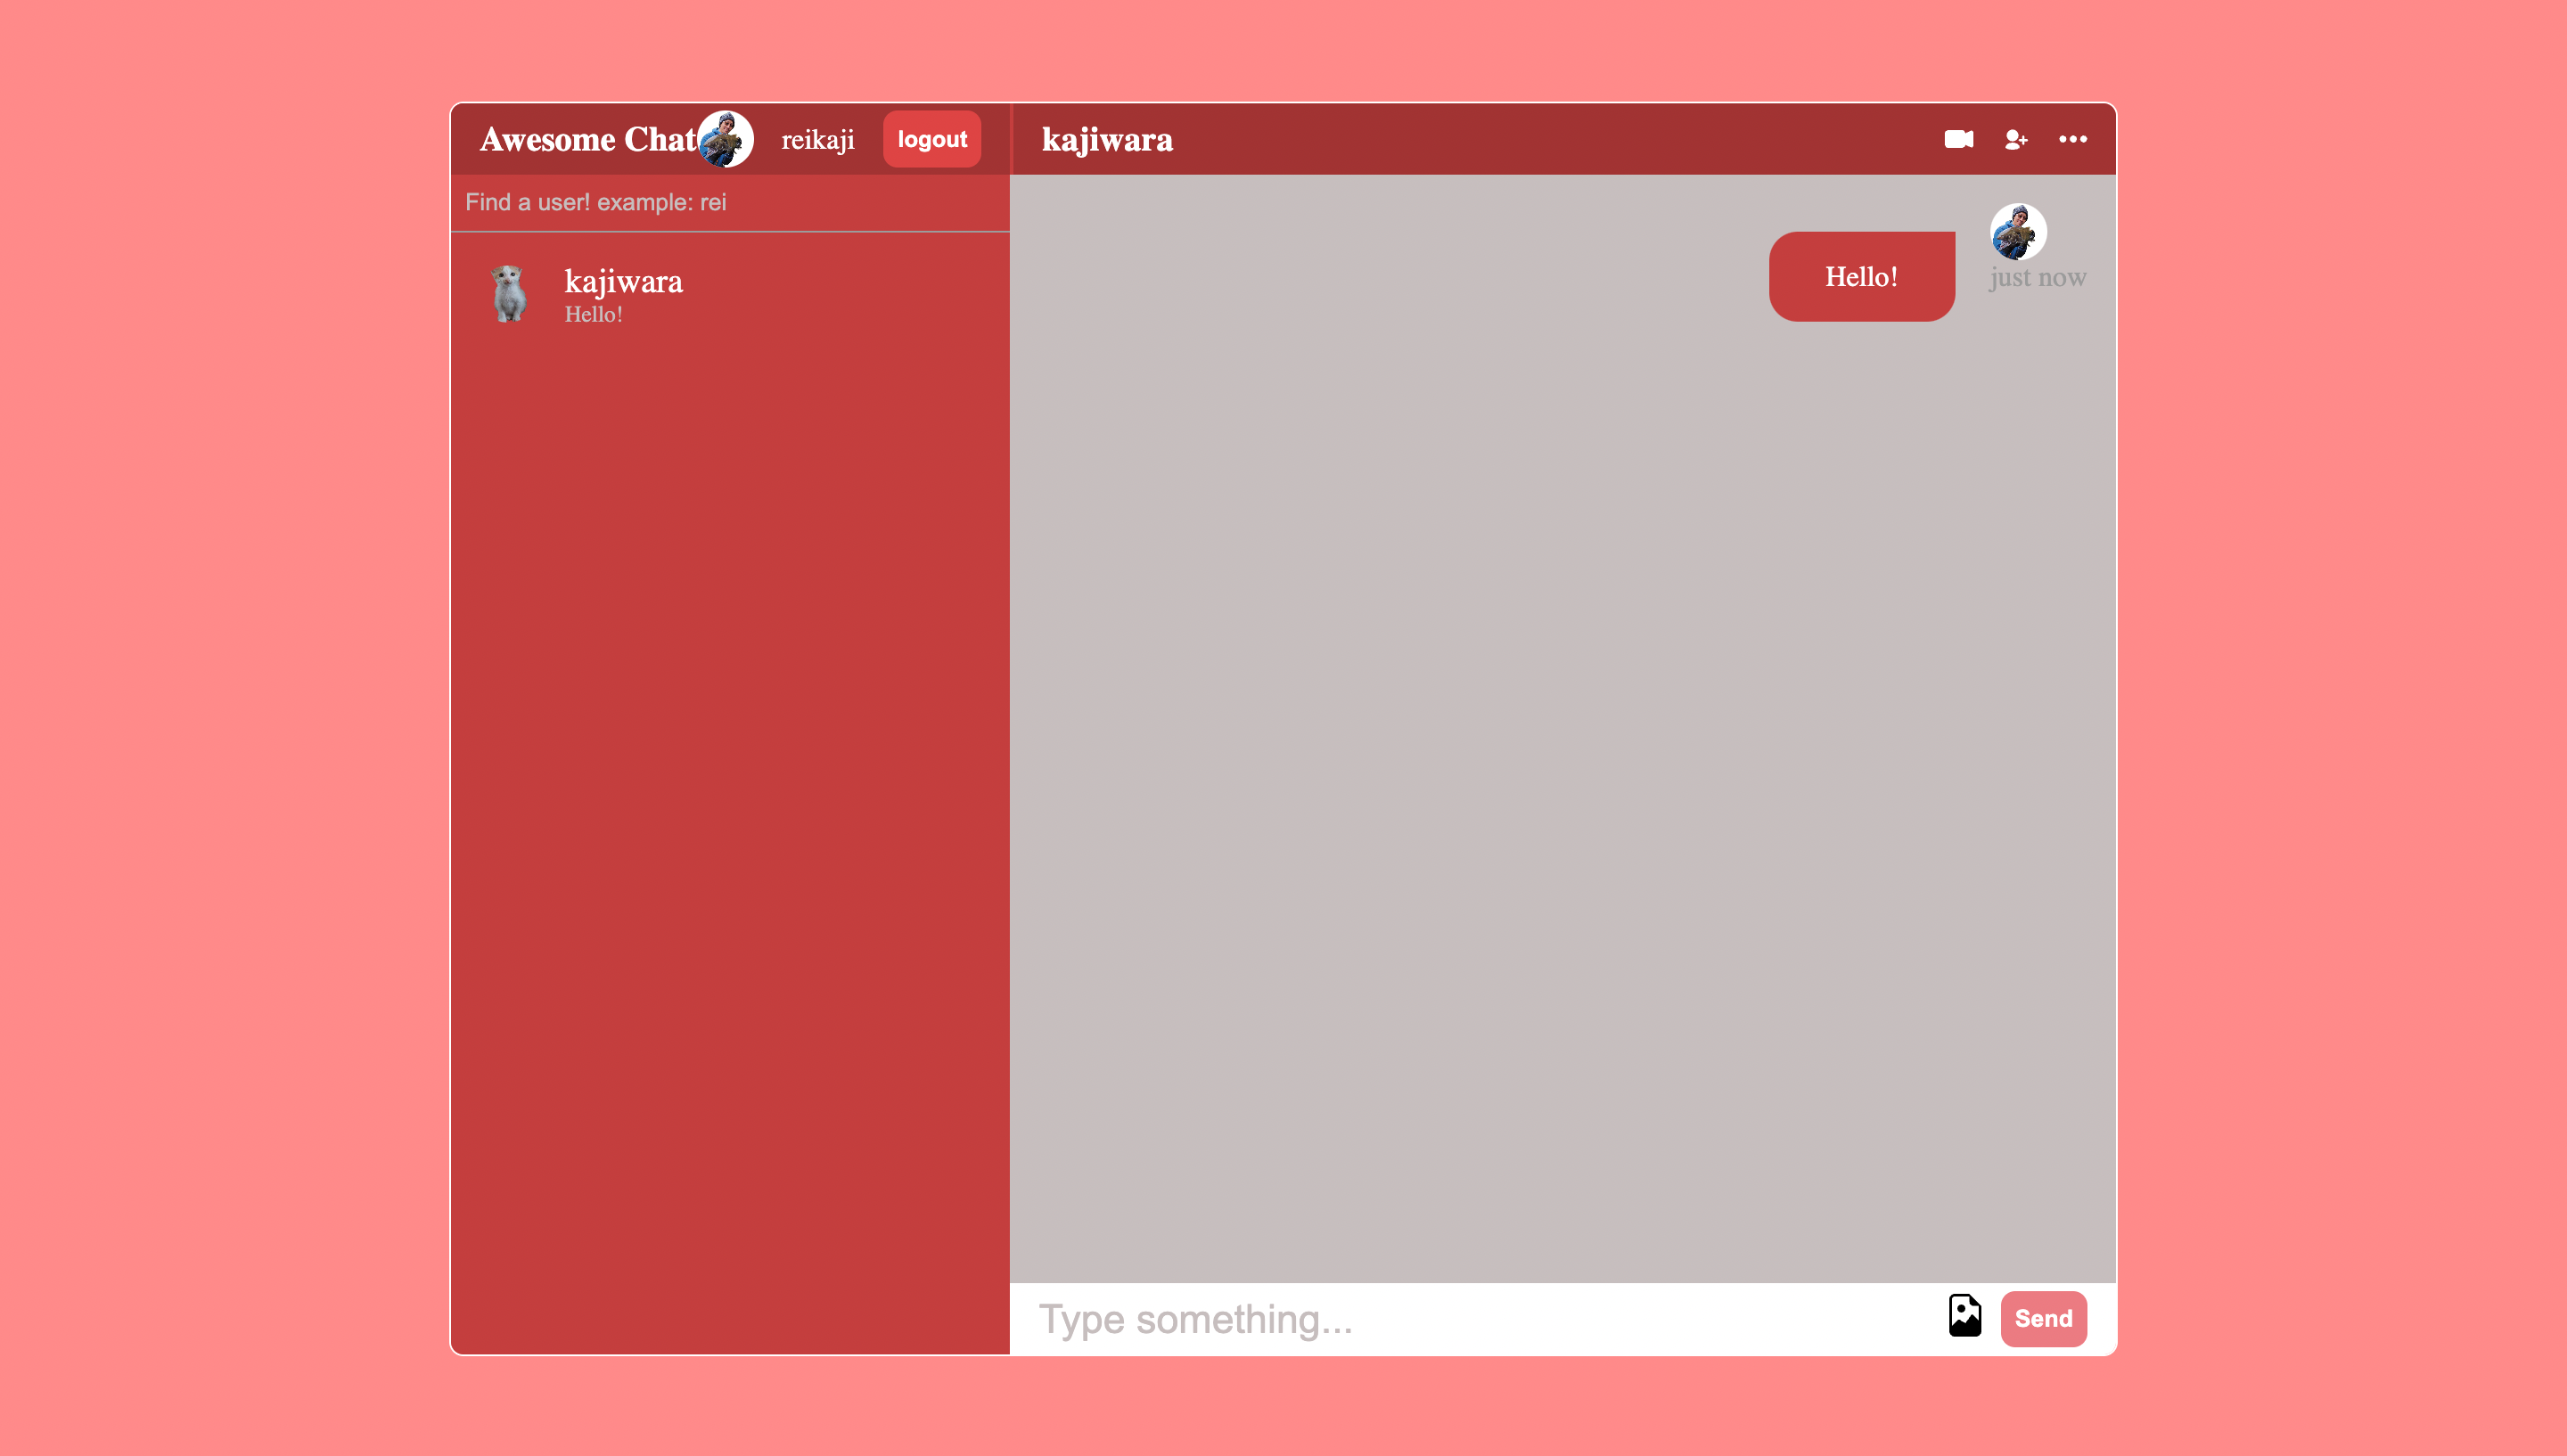 Awesome Chat reikaji logout
Find a user! example: rei
kajiwara
Hello!
kajiwara
Hello!
just now
Type something...
Send